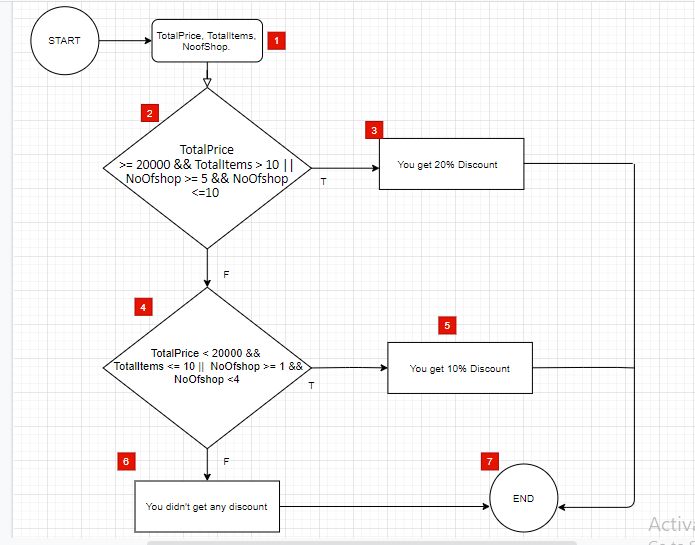 START
TotalPrice, TotalItems,
NoofShop.
1
2
TotalPrice
>= 20000 && TotalItems > 10 ||
NoOfshop >= 5 && NoOfshop
<=10
T
3
You get 20% Discount
F
4
TotalPrice < 20000 &&
TotalItems <= 10 || NoOfshop >= 1 &&
NoOfshop <4
T
5
You get 10% Discount
F
6
You didn't get any discount
7
END